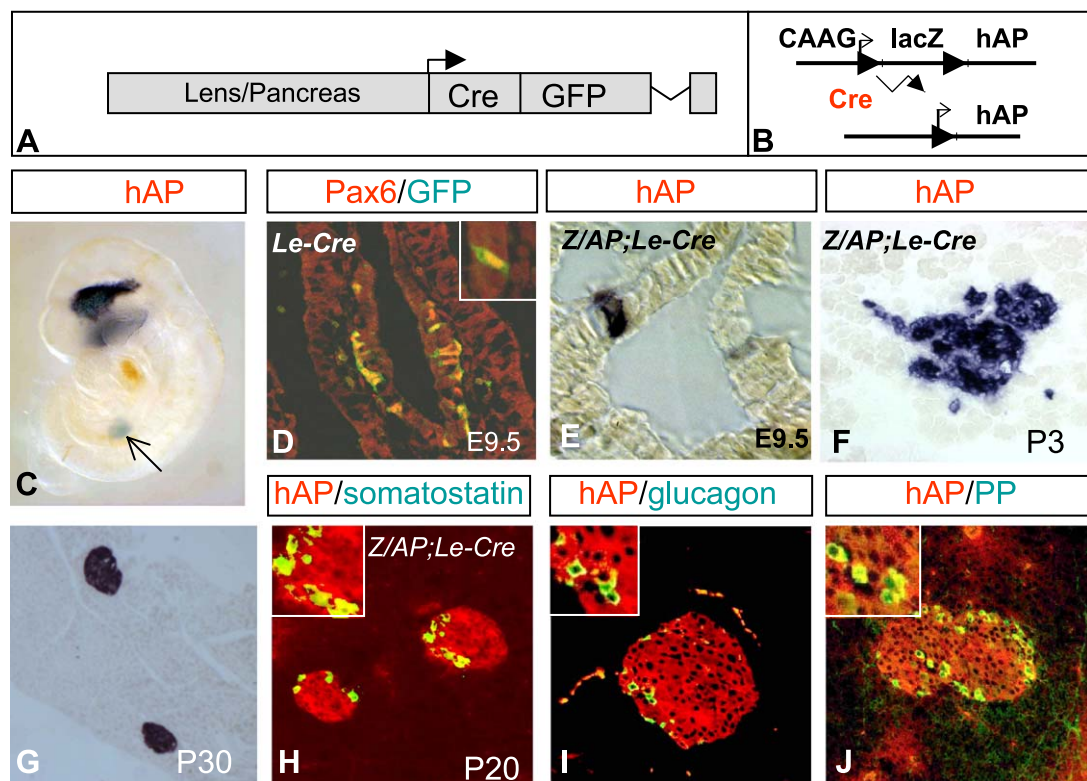 Lens/Pancreas Cre GFP
A
CAAG lacZ hAP
Cre
hAP
B
hAP
Pax6/GFP
hAP
hAP
C
Le-Cre
D
E9.5
Z/AP;Le-Cre
E
E9.5
Z/AP;Le-Cre
F
P3
hAP/somatostatin
hAP/glucagon
hAP/PP
G
P30
Z/AP;Le-Cre
H
P20
I
J